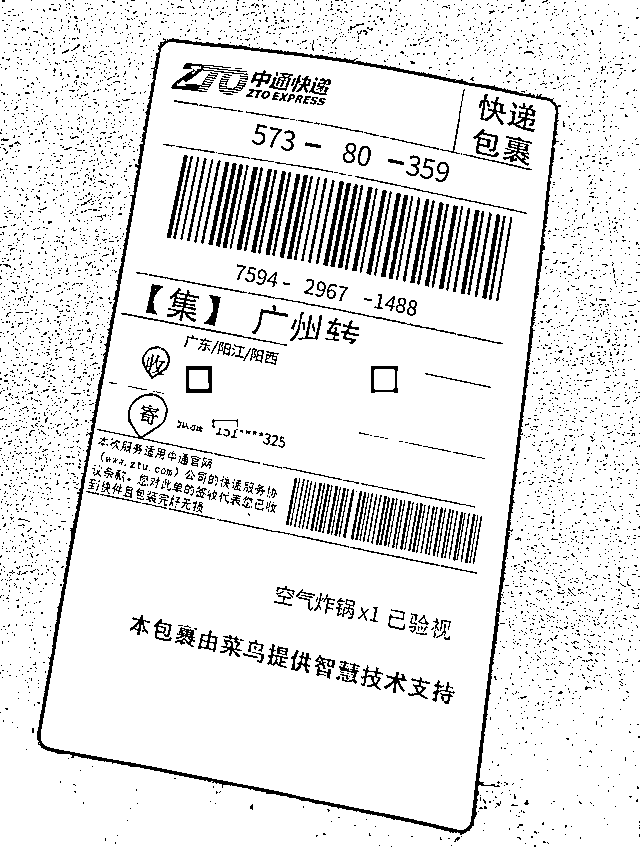 ZTO 中通快递
ZTO EXPRESS
快递
包裹
573- 80 -359
7594- 2967 -1488
【集】 广州转
广东/阳江/阳西
收
寄
151****325
本次服务适用中通官网
(www.ztu.com)公司的快速服务协
议条款。您对此单的签收代表您已收
到快件且包装完好无损
空气炸锅x1 已验视
本包裹由菜鸟提供智慧技术支持